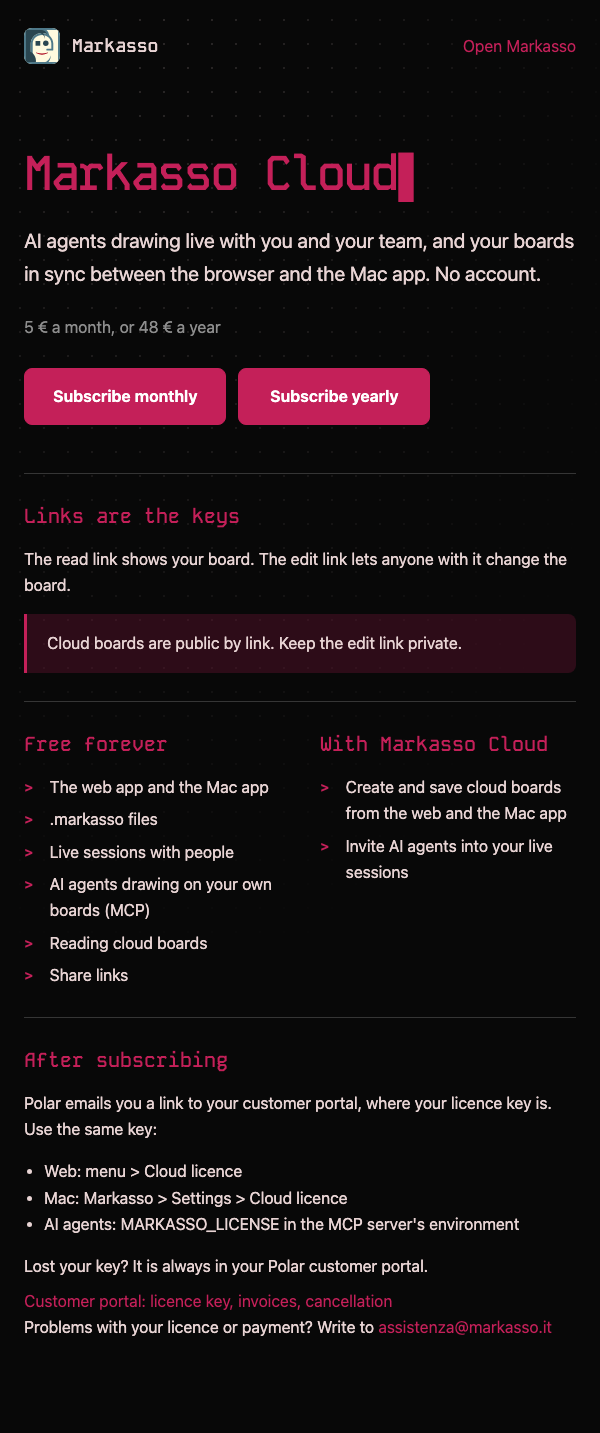 Markasso
Open Markasso
Markasso Cloud
AI agents drawing live with you and your team, and your boards
in sync between the browser and the Mac app. No account.
5 € a month, or 48 € a year
Subscribe monthly
Subscribe yearly
Links are the keys
The read link shows your board. The edit link lets anyone with it change the
board.
Cloud boards are public by link. Keep the edit link private.
Free forever
> The web app and the Mac app
> .markasso files
> Live sessions with people
> AI agents drawing on your own
boards (MCP)
> Reading cloud boards
> Share links
With Markasso Cloud
> Create and save cloud boards
from the web and the Mac app
> Invite AI agents into your live
sessions
After subscribing
Polar emails you a link to your customer portal, where your licence key is.
Use the same key:
• Web: menu > Cloud licence
• Mac: Markasso > Settings > Cloud licence
• AI agents: MARKASSO_LICENSE in the MCP server's environment
Lost your key? It is always in your Polar customer portal.
Customer portal: licence key, invoices, cancellation
Problems with your licence or payment? Write to assistenza@markasso.it